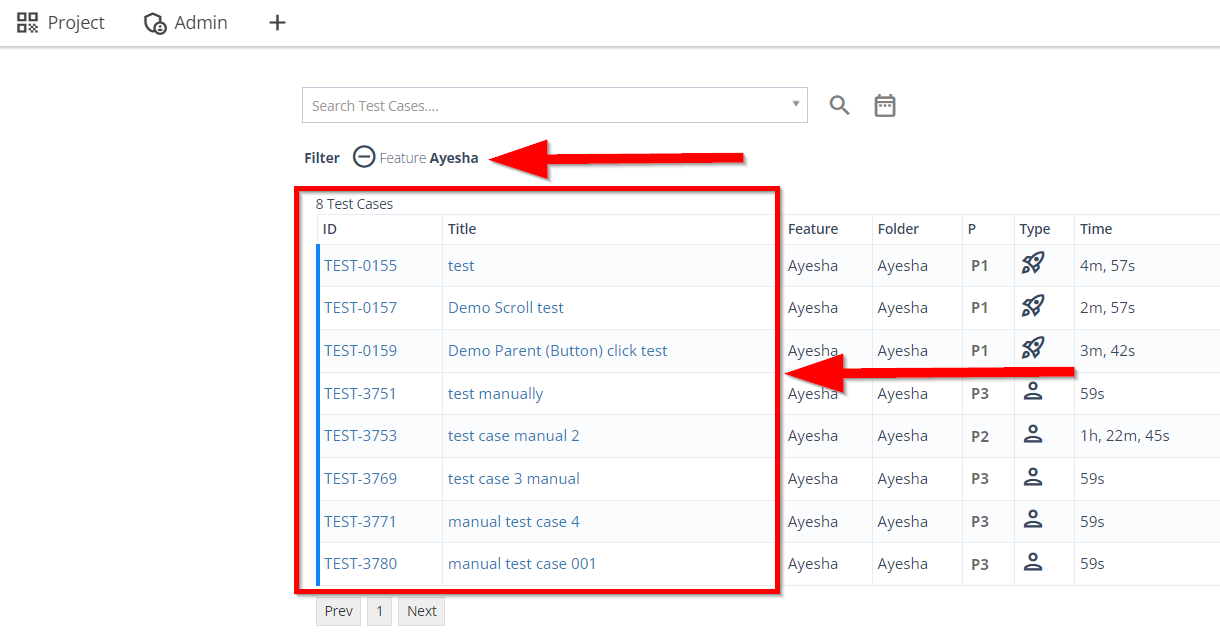 Project Admin +
Search Test Cases....
Filter Feature Ayesha
8 Test Cases
ID Title Feature Folder P Type Time
TEST-0155 test Ayesha Ayesha P1 4m, 57s
TEST-0157 Demo Scroll test Ayesha Ayesha P1 2m, 57s
TEST-0159 Demo Parent (Button) click test Ayesha Ayesha P1 3m, 42s
TEST-3751 test manually Ayesha Ayesha P3 59s
TEST-3753 test case manual 2 Ayesha Ayesha P2 1h, 22m, 45s
TEST-3769 test case 3 manual Ayesha Ayesha P3 59s
TEST-3771 manual test case 4 Ayesha Ayesha P3 59s
TEST-3780 manual test case 001 Ayesha Ayesha P3 59s
Prev 1 Next